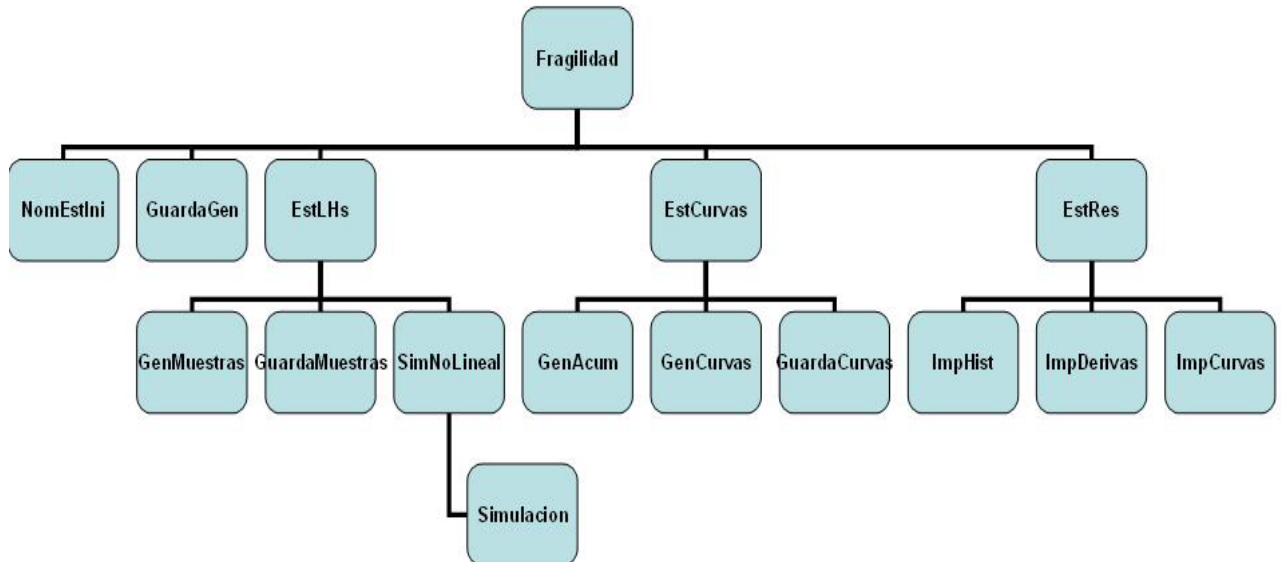 Fragilidad
NomEstIni
GuardaGen
EstLHs
EstCurvas
EstRes
GenMuestras
GuardaMuestras
SimNoLineal
GenAcum
GenCurvas
GuardaCurvas
ImpHist
ImpDerivas
ImpCurvas
Simulacion